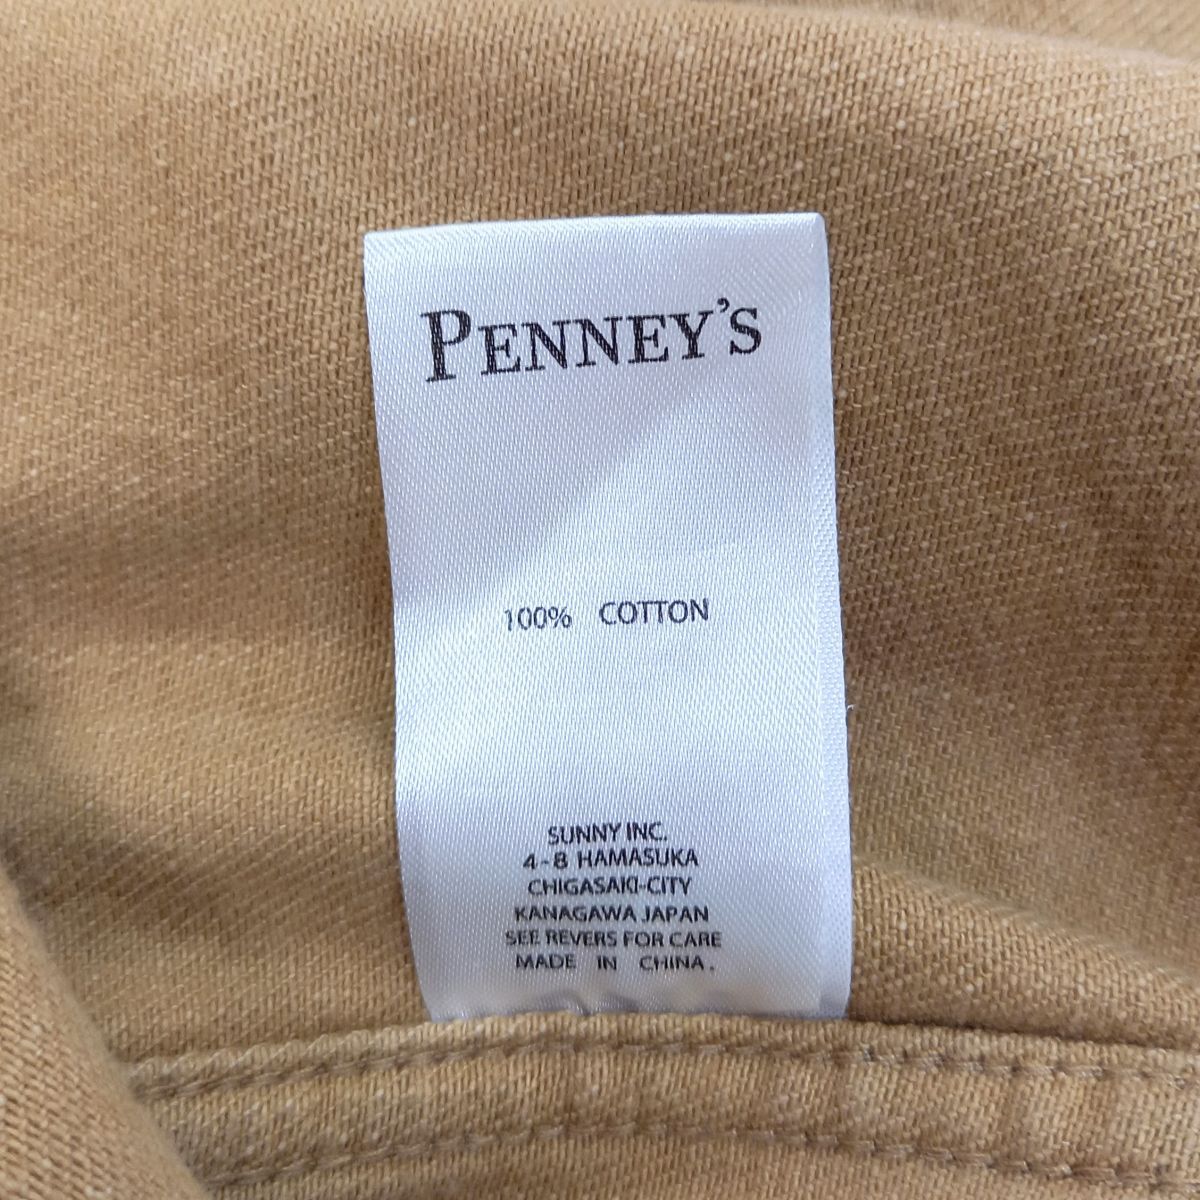 PENNEY'S
100% COTTON
SUNNY INC.
4-8 HAMASUKA
CHIGASAKI-CITY
KANAGAWA JAPAN
SEE REVERS FOR CARE
MADE IN CHINA.